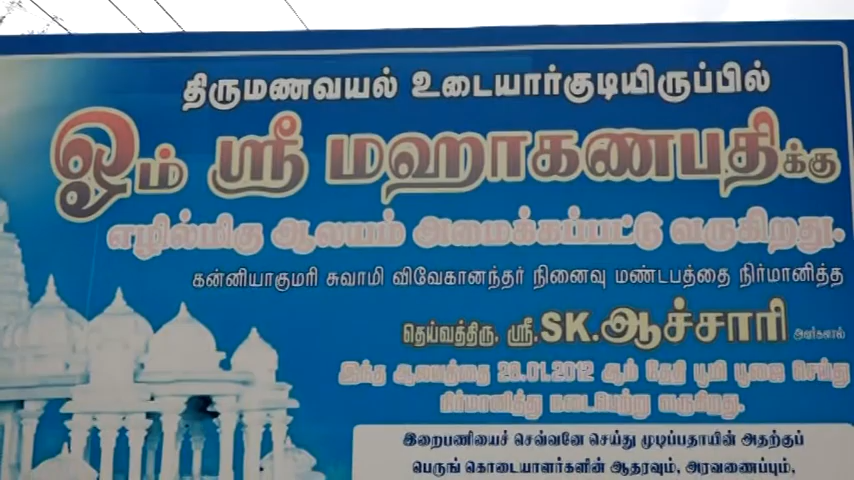 திருமணவயல் உடையார்குடியிருப்பில்
ஓம் ஸ்ரீ மஹாகணபதிக்கு
எழில்மிகு ஆலயம் அமைக்கப்பட்டு வருகிறது.
கன்னியாகுமரி சுவாமி விவேகானந்தர் நினைவு மண்டபத்தை நிர்மானித்த
தெய்வத்திரு. ஸ்ரீ.SK.ஆச்சாரி அவர்களால்
இந்த ஆலயத்தை 20.01.2012 ஆம் தேதி பூமி பூஜை செய்து
நிர்மானித்து நடைபெற்று வருகிறது.
இறைபணியைச் செவ்வனே செய்து முடிப்பதாயின் அதற்குப்
பெருங் கொடையாளர்களின் ஆதரவும், அரவணைப்பும்,